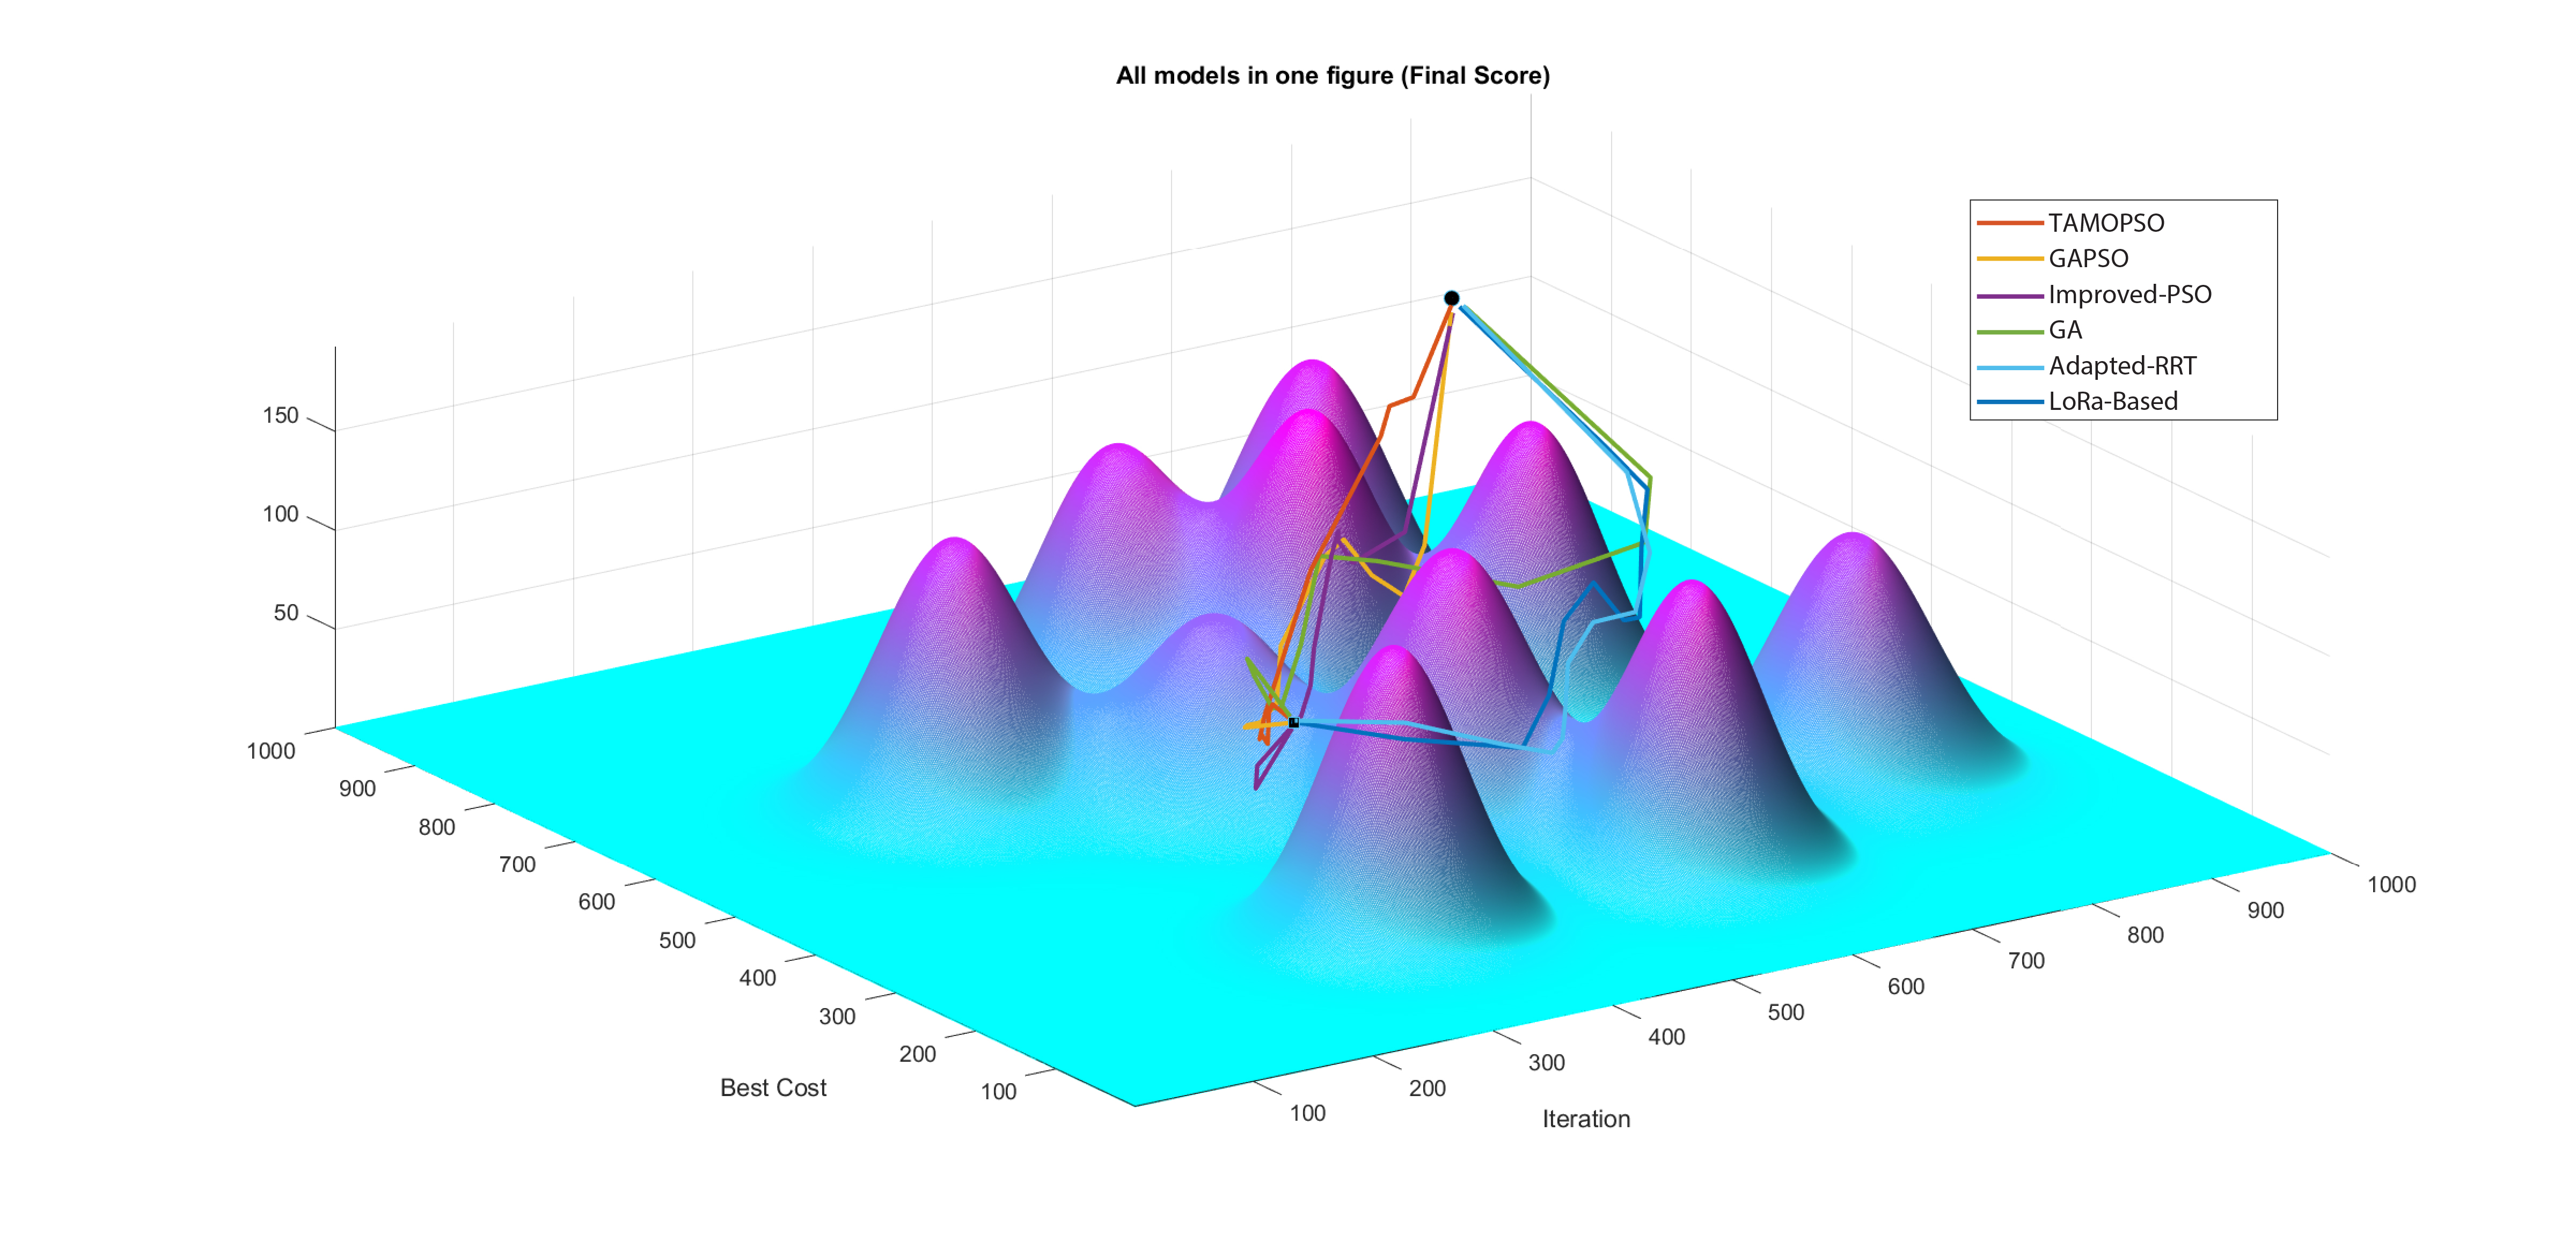 All models in one figure (Final Score)
TAMOPSO
GAPSO
Improved-PSO
GA
Adapted-RRT
LoRa-Based
150
100
50
1000
900
800
700
600
500
400
300
200
100
Best Cost
100
200
300
400
500
600
700
800
900
1000
Iteration